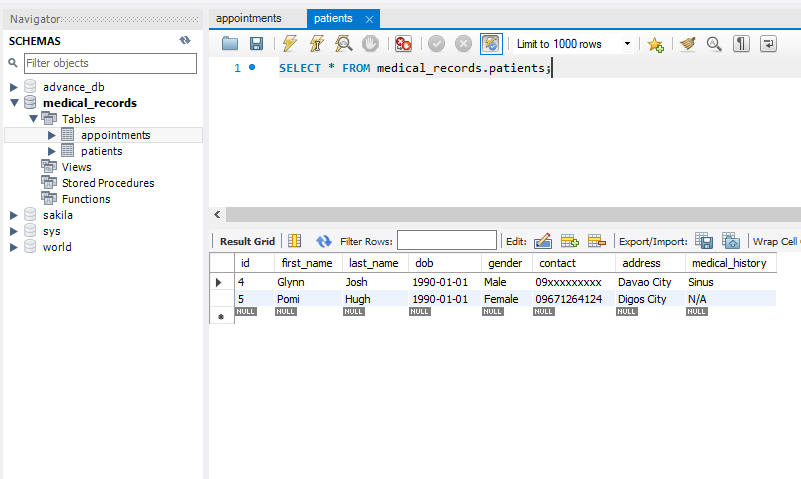 Navigator
appointments
patients
SCHEMAS
Limit to 1000 rows
Filter objects
1
SELECT * FROM medical_records.patients;
advance_db
medical_records
Tables
appointments
patients
Views
Stored Procedures
Functions
sakila
sys
world
Result Grid Filter Rows: Edit: Export/Import: Wrap Cell
id first_name last_name dob gender contact address medical_history
4 Glynn Josh 1990-01-01 Male 09xxxxxxxxx Davao City Sinus
5 Pomi Hugh 1990-01-01 Female 09671264124 Digos City N/A
NULL NULL NULL NULL NULL NULL NULL NULL